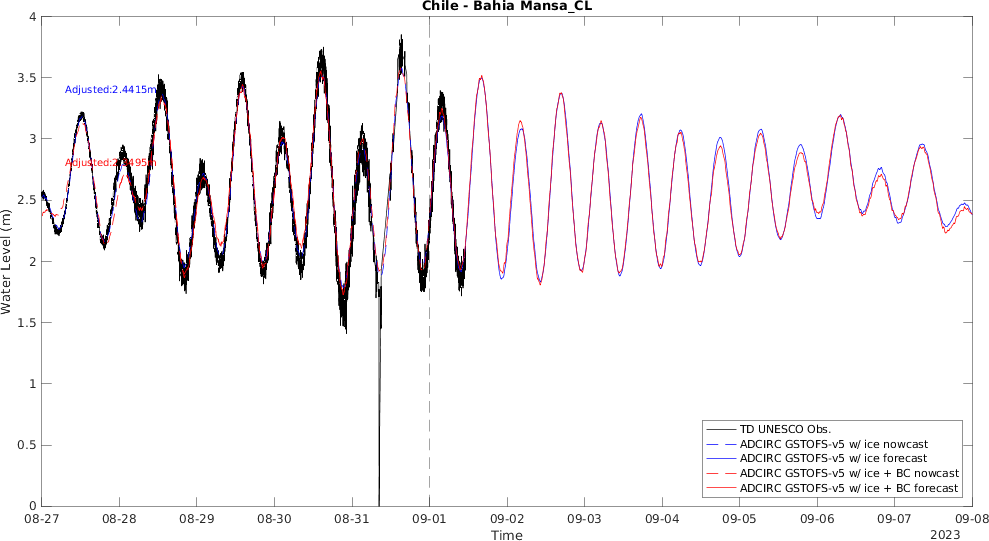 Chile - Bahia Mansa_CL
4
3.5
3
2.5
2
1.5
1
0.5
0
Water Level (m)
Adjusted:2.4415m
TD UNESCO Obs.
ADCIRC GSTOFS-v5 w/ ice nowcast
ADCIRC GSTOFS-v5 w/ ice forecast
ADCIRC GSTOFS-v5 w/ ice + BC nowcast
ADCIRC GSTOFS-v5 w/ ice + BC forecast
08-27 08-28 08-29 08-30 08-31 09-01 09-02 09-03 09-04 09-05 09-06 09-07 09-08
Time
2023